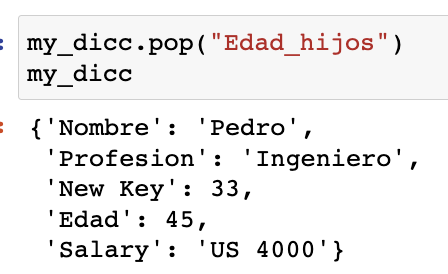 my_dicc.pop("Edad_hijos")
my_dicc
{'Nombre': 'Pedro',
 'Profesion': 'Ingeniero',
 'New Key': 33,
 'Edad': 45,
 'Salary': 'US 4000'}